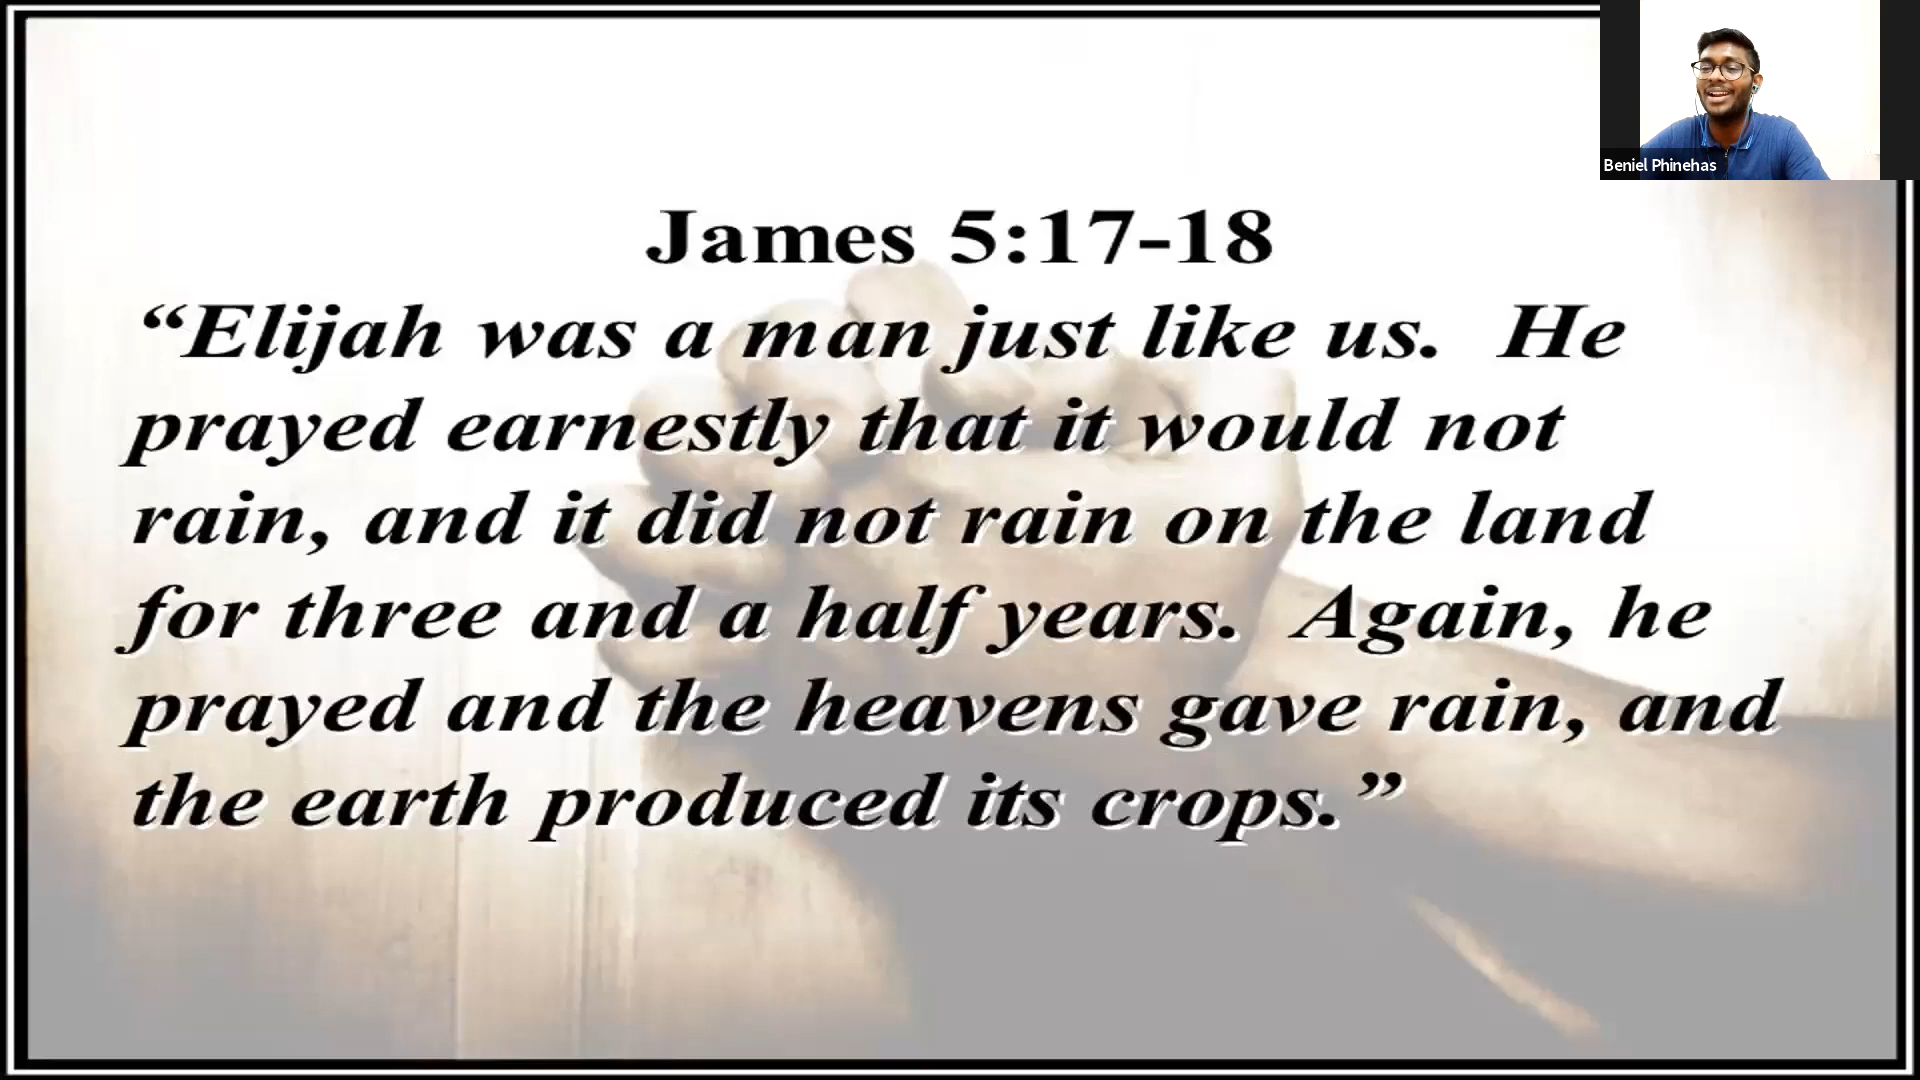 Beniel Phinehas
James 5:17-18
“Elijah was a man just like us.  He
prayed earnestly that it would not
rain, and it did not rain on the land
for three and a half years.  Again, he
prayed and the heavens gave rain, and
the earth produced its crops.”